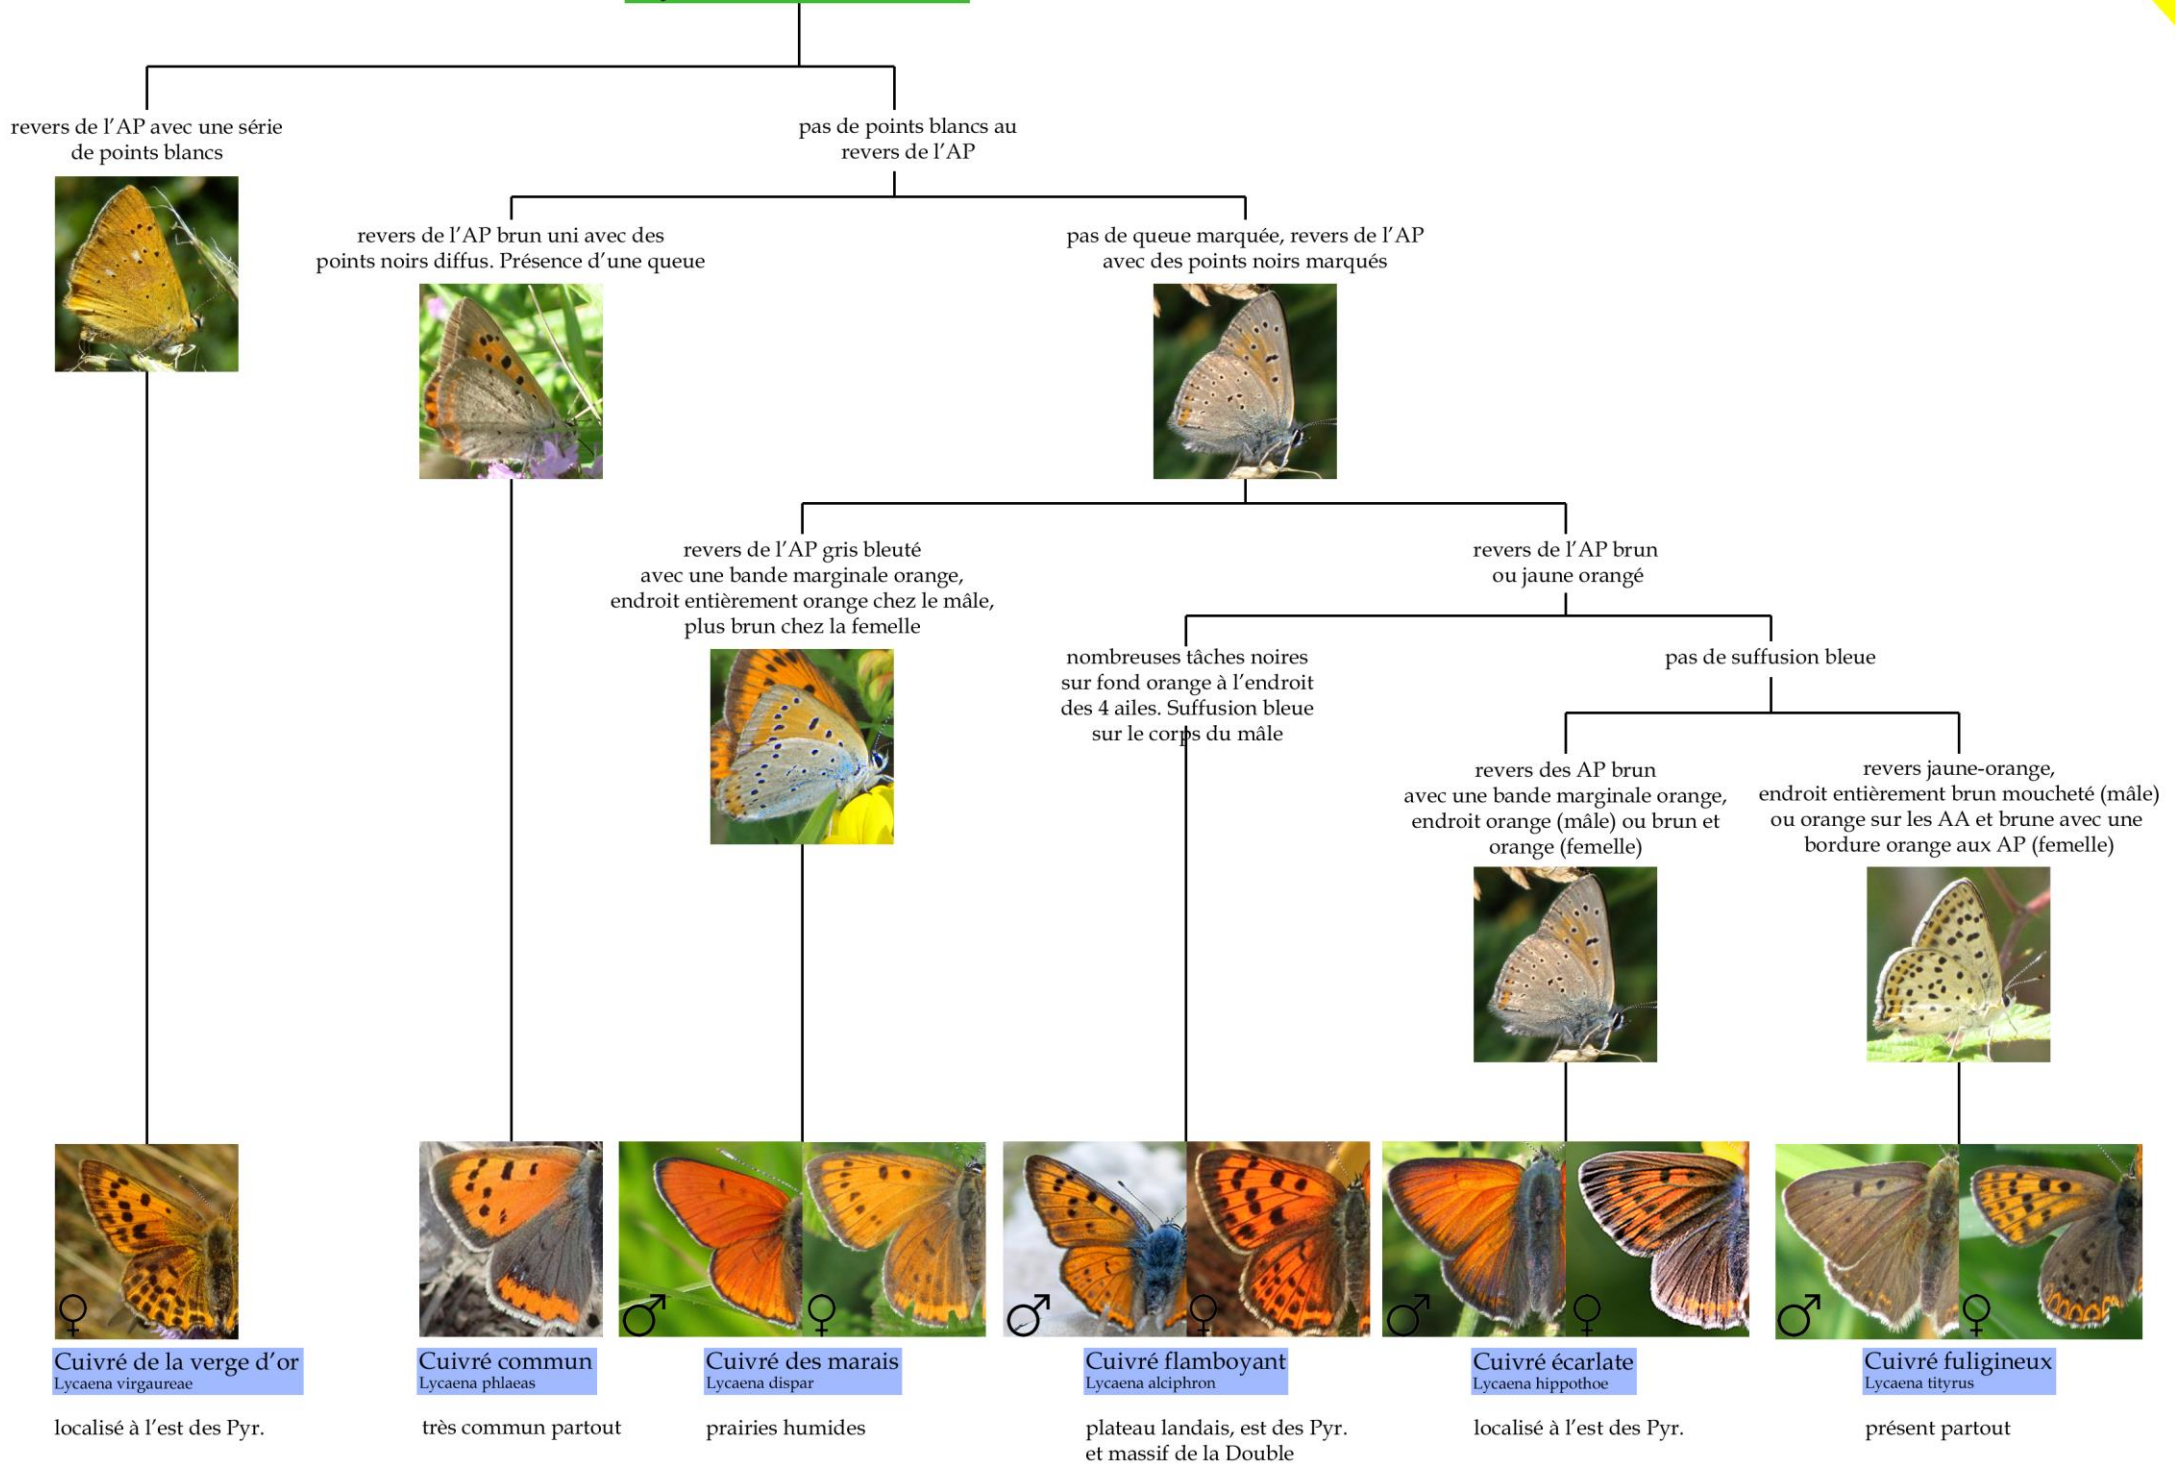 revers de l'AP avec une série
de points blancs
pas de points blancs au
revers de l'AP
revers de l'AP brun uni avec des
points noirs diffus. Présence d'une queue
pas de queue marquée, revers de l'AP
avec des points noirs marqués
revers de l'AP gris bleuté
avec une bande marginale orange,
endroit entièrement orange chez le mâle,
plus brun chez la femelle
revers de l'AP brun
ou jaune orangé
nombreuses tâches noires
sur fond orange à l'endroit
des 4 ailes. Suffusion bleue
sur le corps du mâle
pas de suffusion bleue
revers des AP brun
avec une bande marginale orange,
endroit orange (mâle) ou brun et
orange (femelle)
revers jaune-orange,
endroit entièrement brun moucheté (mâle)
ou orange sur les AA et brune avec une
bordure orange aux AP (femelle)
♀
♂
♀
♂
♀
♂
♀
♂
♀
Cuivré de la verge d'or
Lycaena virgaureae
localisé à l'est des Pyr.
Cuivré commun
Lycaena phlaeas
très commun partout
Cuivré des marais
Lycaena dispar
prairies humides
Cuivré flamboyant
Lycaena alciphron
plateau landais, est des Pyr.
et massif de la Double
Cuivré écarlate
Lycaena hippothoe
localisé à l'est des Pyr.
Cuivré fuligineux
Lycaena tityrus
présent partout